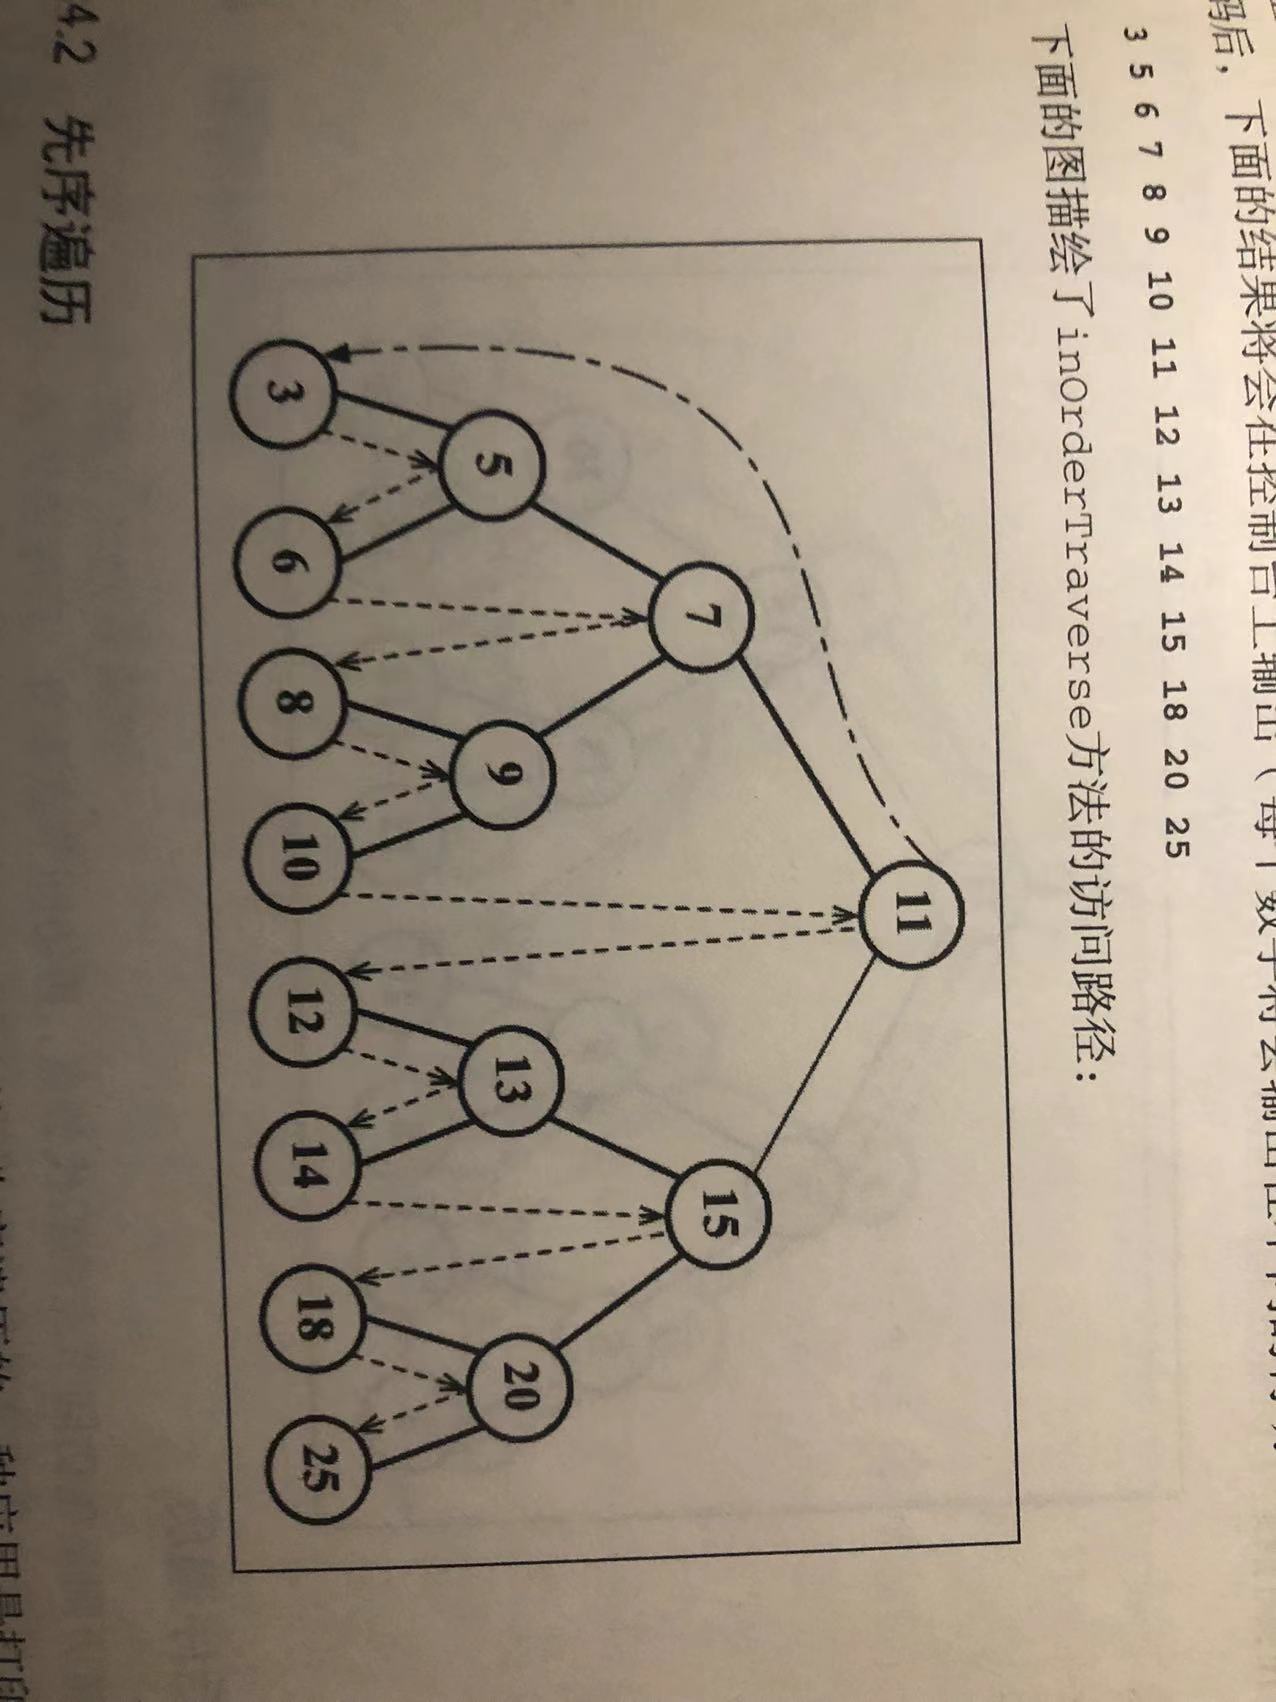 码后，下面的结果将会在控制台上输出（每个数字将会输出在不同的行）
3 5 6 7 8 9 10 11 12 13 14 15 18 20 25
下面的图描绘了inOrderTraverse方法的访问路径：
11
7 15
5 9 13 20
3 6 8 10 12 14 18 25
4.2 先序遍历